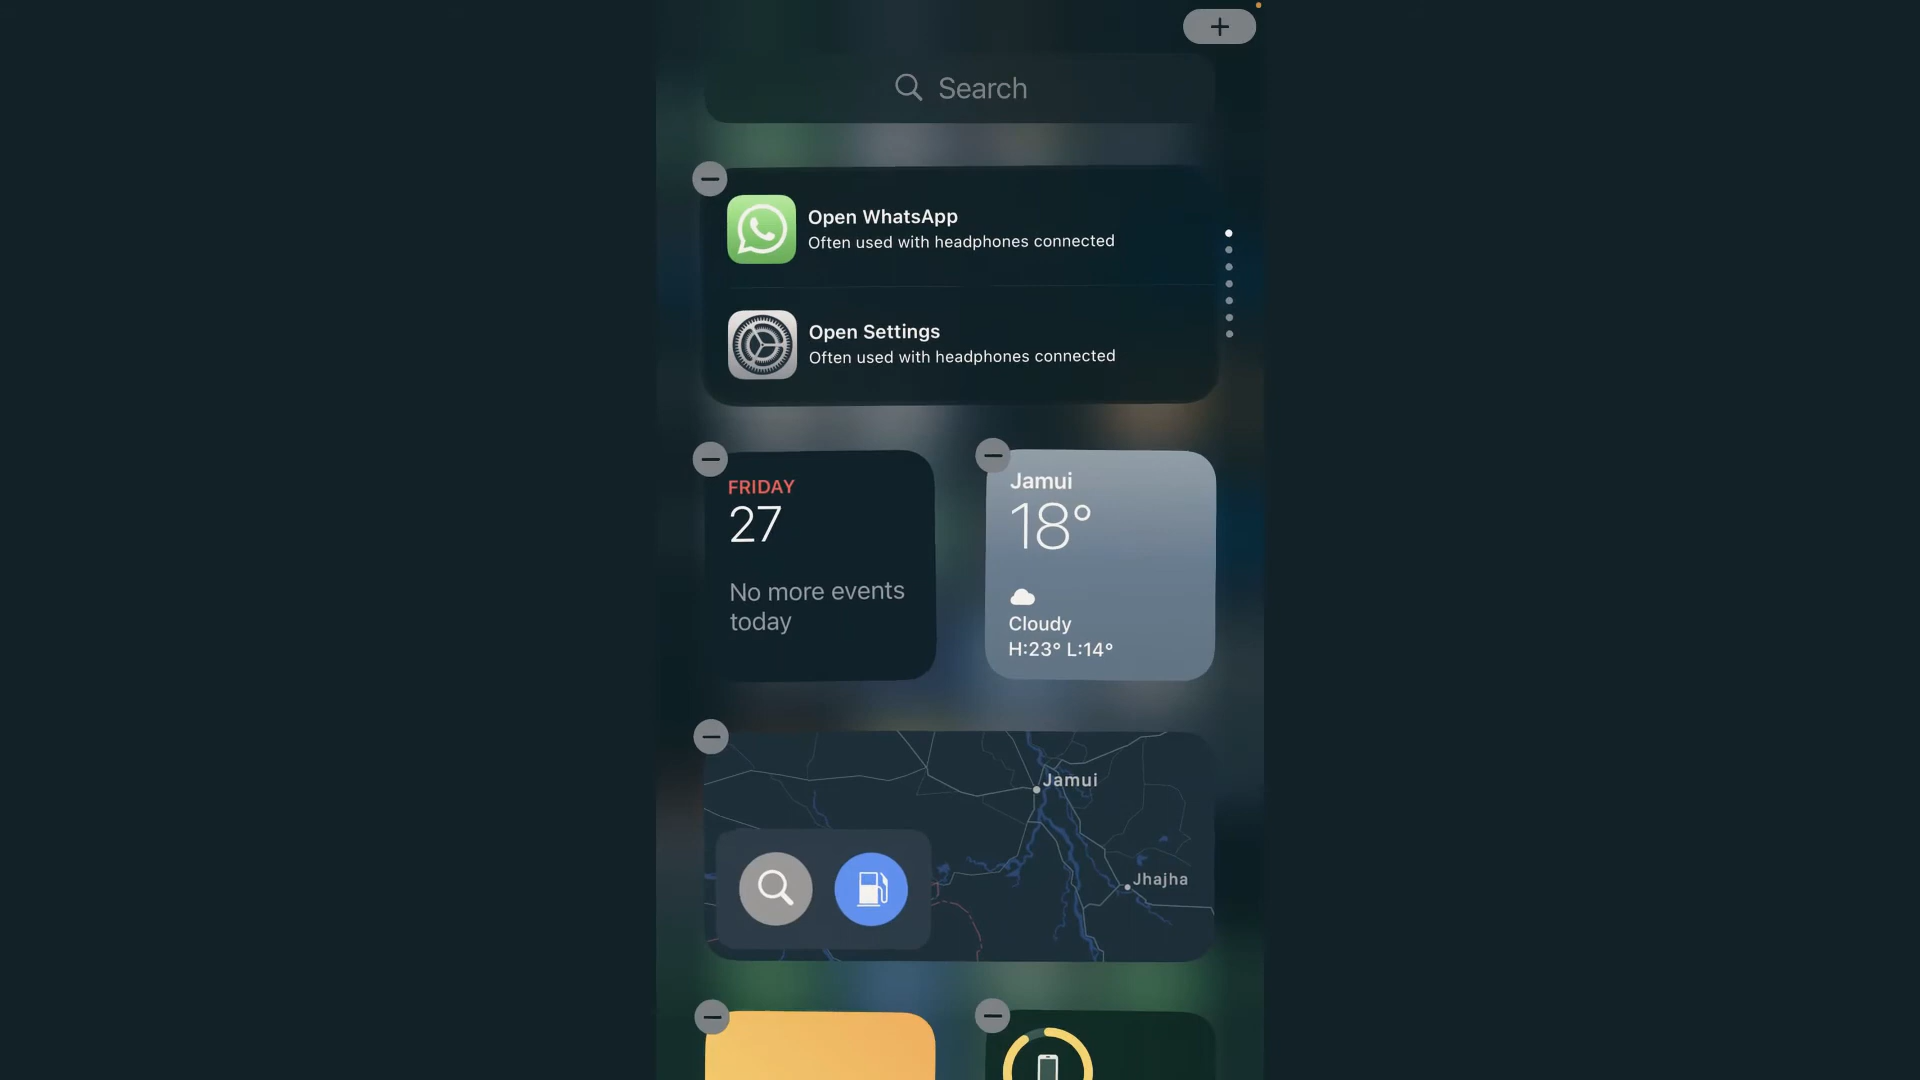 Search
Open WhatsApp
Often used with headphones connected
Open Settings
Often used with headphones connected
FRIDAY
27
No more events
today
Jamui
18°
Cloudy
H:23° L:14°
Jamui
Jhajha